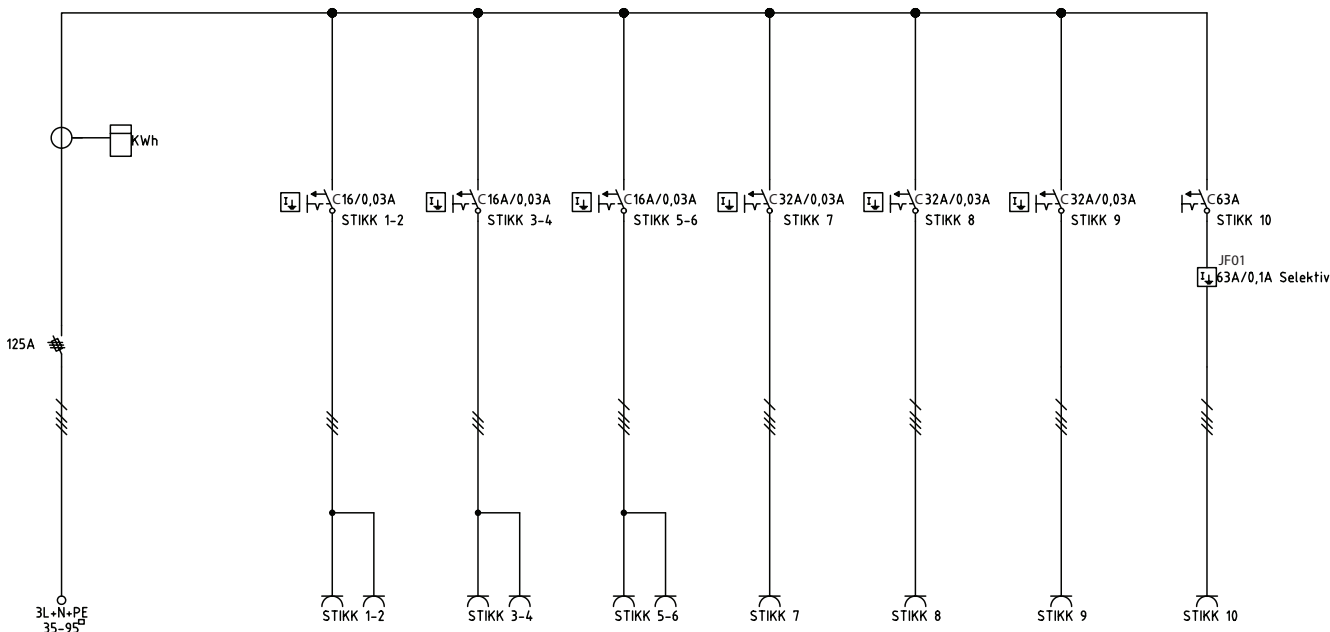 KWh
C16/0,03A
STIKK 1-2
C16A/0,03A
STIKK 3-4
C16A/0,03A
STIKK 5-6
C32A/0,03A
STIKK 7
C32A/0,03A
STIKK 8
C32A/0,03A
STIKK 9
C63A
STIKK 10
JF01
63A/0,1A Selektiv
125A
3L+N+PE
35-95
STIKK 1-2
STIKK 3-4
STIKK 5-6
STIKK 7
STIKK 8
STIKK 9
STIKK 10